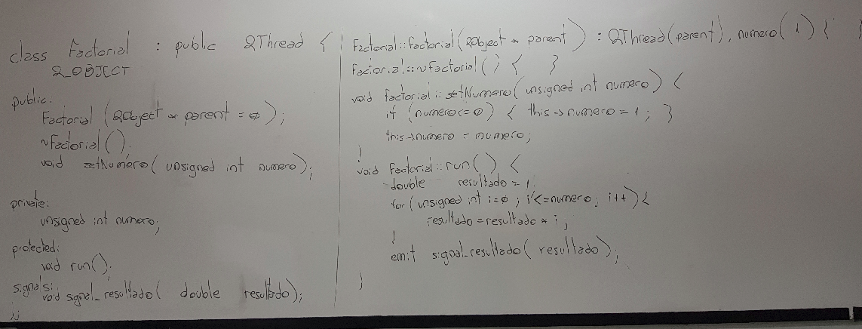 class Factorial : public QThread {
Q_OBJECT
public:
Factorial (QObject * parent = 0);
~Factorial();
void setNumero( unsigned int numero);
private:
unsigned int numero;
protected:
void run();
signals:
void signal_resultado( double resultado);
};
Factorial::Factorial(QObject * parent) : QThread(parent), numero(1) { }
Factorial::~Factorial() { }
void Factorial::setNumero(unsigned int numero) {
if (numero<=0) { this->numero=1; }
this->numero = numero;
}
void Factorial::run() {
double resultado = 1;
for(unsigned int i=0; i<=numero, i++){
resultado=resultado * i;
}
emit signal_resultado( resultado);
}